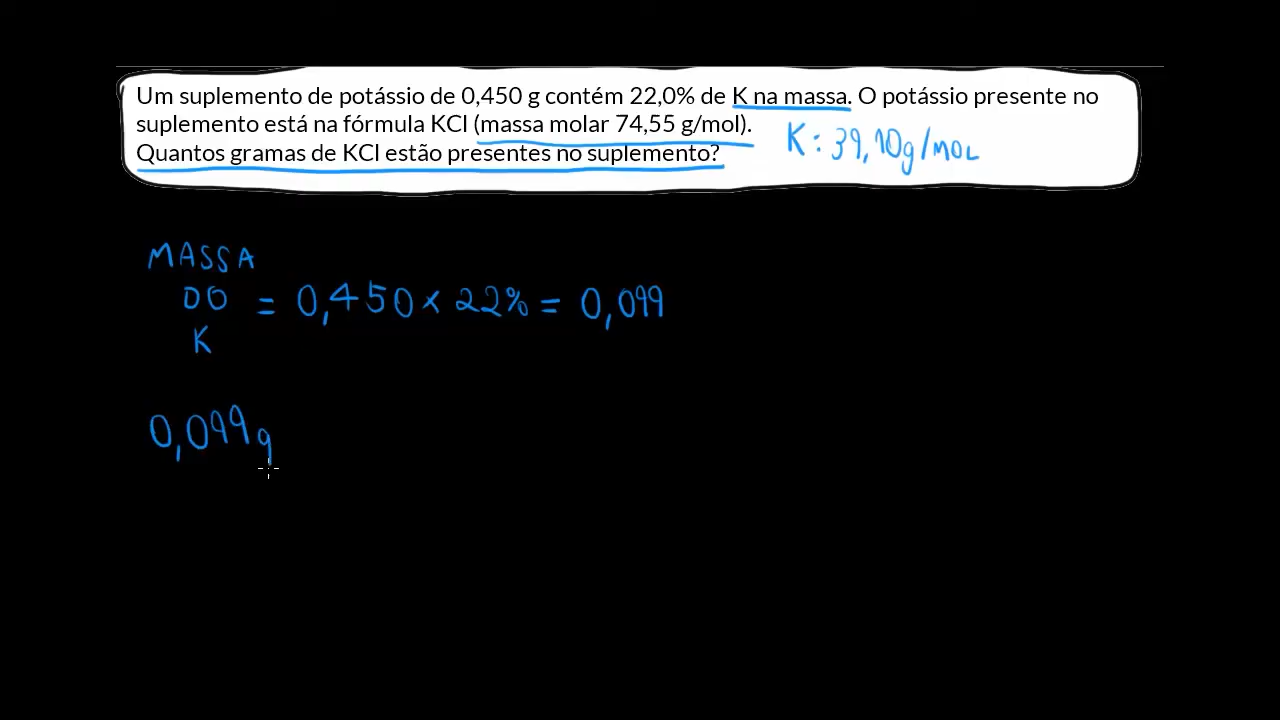 Um suplemento de potássio de 0,450 g contém 22,0% de K na massa. O potássio presente no
suplemento está na fórmula KCl (massa molar 74,55 g/mol).
Quantos gramas de KCl estão presentes no suplemento?
K: 39,10g/MOL
MASSA
DO = 0,450 × 22% = 0,099
K
0,099g